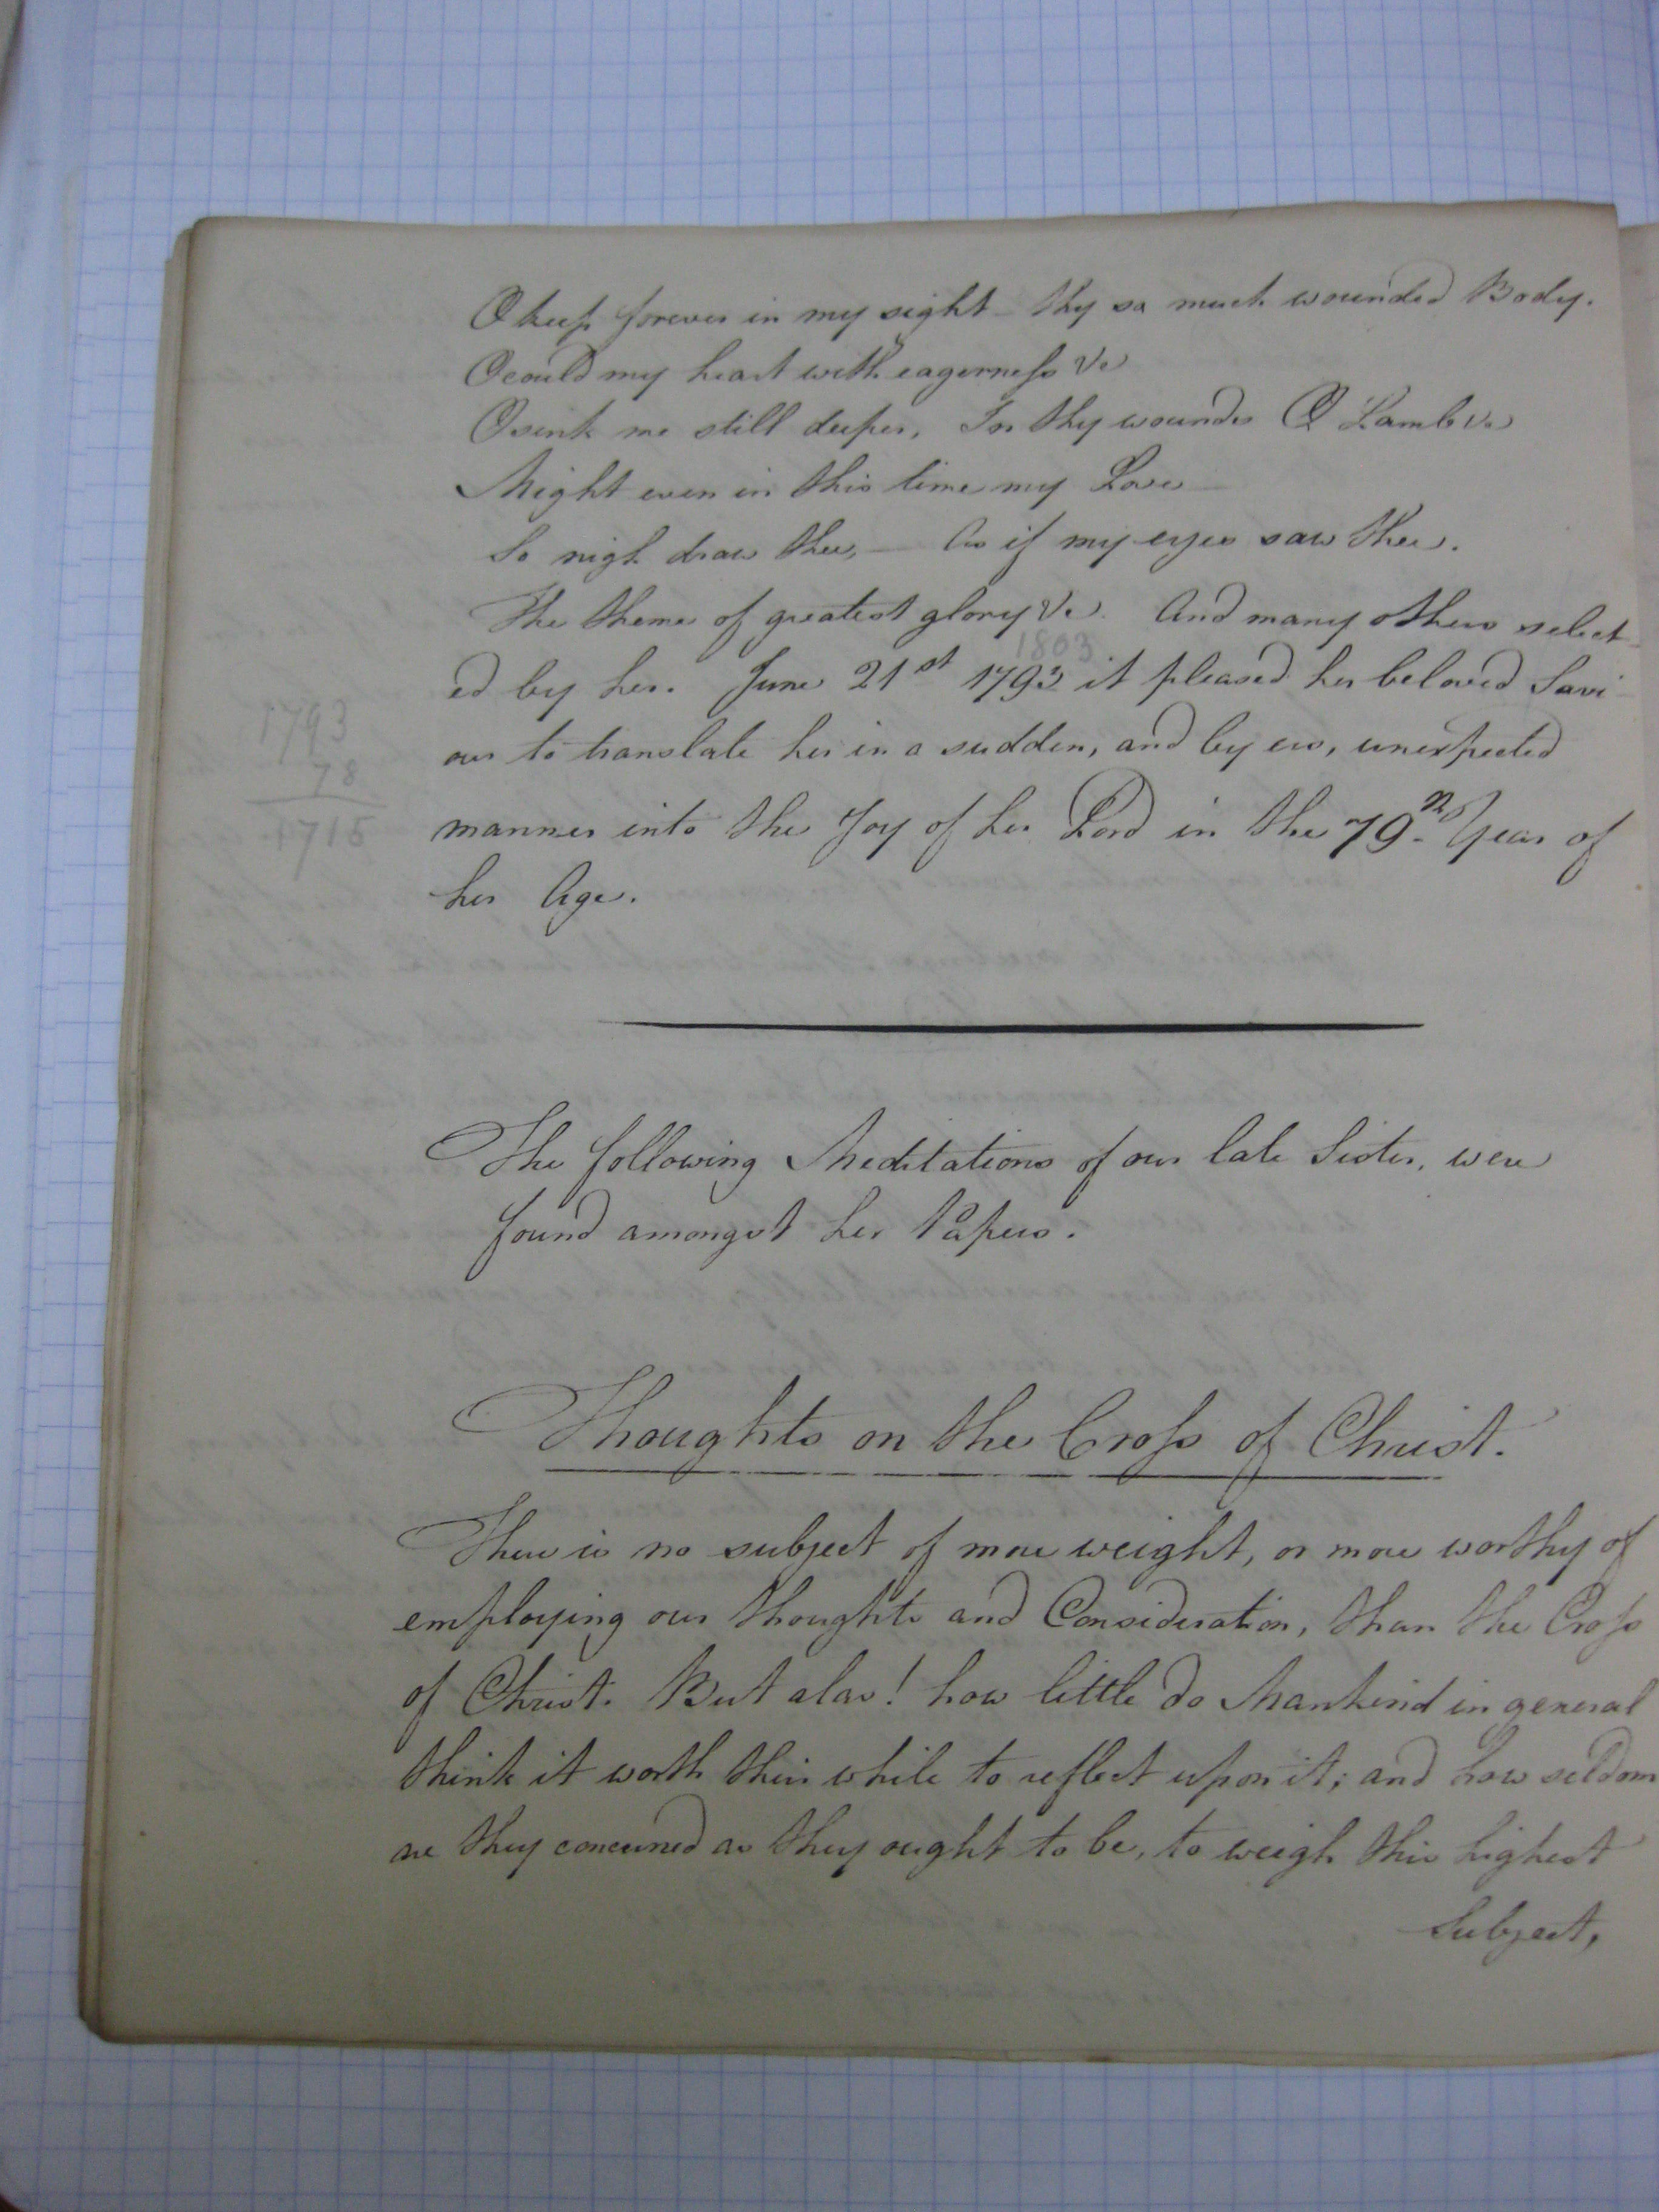 O keep forever in my sight - thy so much wounded Body.
O could my heart with eagerness &c
O sink me still deeper, For thy wounds O Lamb &c
Might even in this time my Love -
So nigh draw thee, - As if my eyes saw thee.
The theme of greatest glory &c. And many others select-
1803
ed by her. June 21st 1793 it pleased her beloved Savi-
our to translate her in a sudden, and by us, unexpected
manner into the Joy of her Lord in the 79th Year of
her Age.
1793
78
1715
The following Meditations of our late Sister, were
found amongst her Papers.
Thoughts on the Cross of Christ.
There is no subject of more weight, or more worthy of
employing our thoughts and Consideration, than the Cross
of Christ. But alas! how little do Mankind in general
think it worth their while to reflect upon it; and how seldom
are they concerned as they ought to be, to weigh this highest
Subject,